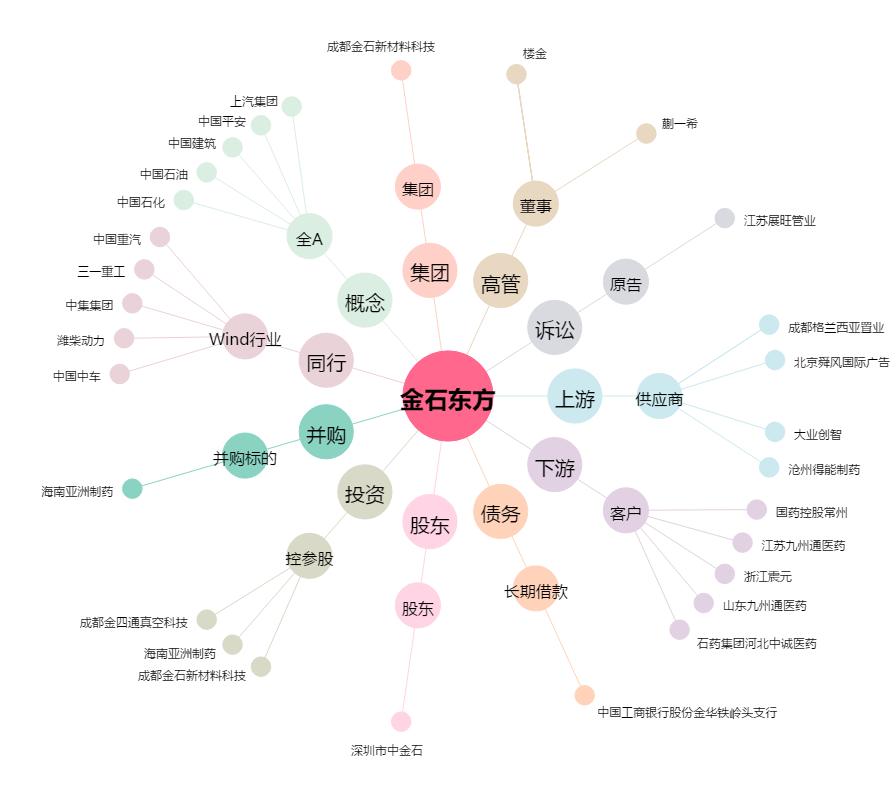 成都金石新材料科技
楼金
蒯一希
上汽集团
中国平安
中国建筑
中国石油
中国石化
集团
董事
江苏展旺管业
中国重汽
全A
三一重工
集团
高管
原告
中集集团
概念
潍柴动力
Wind行业
诉讼
成都格兰西亚置业
中国中车
同行
北京舜风国际广告
金石东方
上游
供应商
并购
大业创智
并购标的
下游
沧州得能制药
海南亚洲制药
投资
债务
客户
国药控股常州
股东
江苏九州通医药
控参股
浙江震元
长期借款
股东
山东九州通医药
成都金四通真空科技
石药集团河北中诚医药
海南亚洲制药
成都金石新材料科技
中国工商银行股份金华铁岭头支行
深圳市中金石